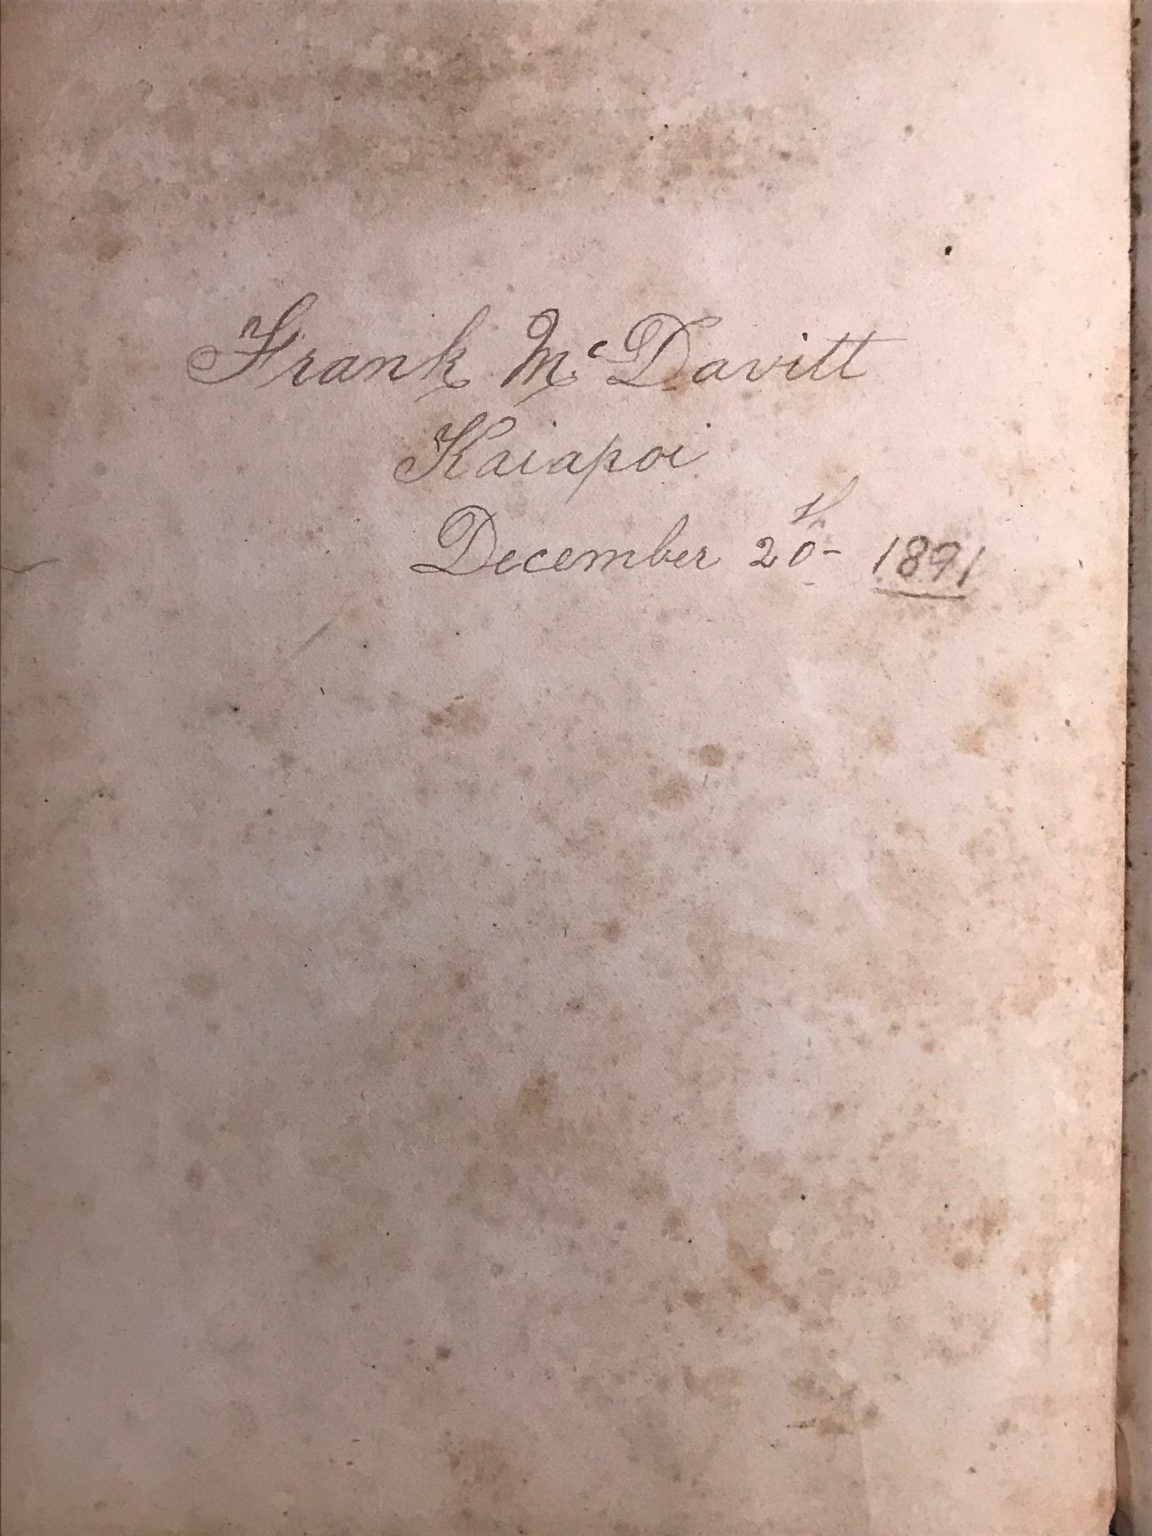 Frank McDavitt
Kaiapoi
December 20th 1891